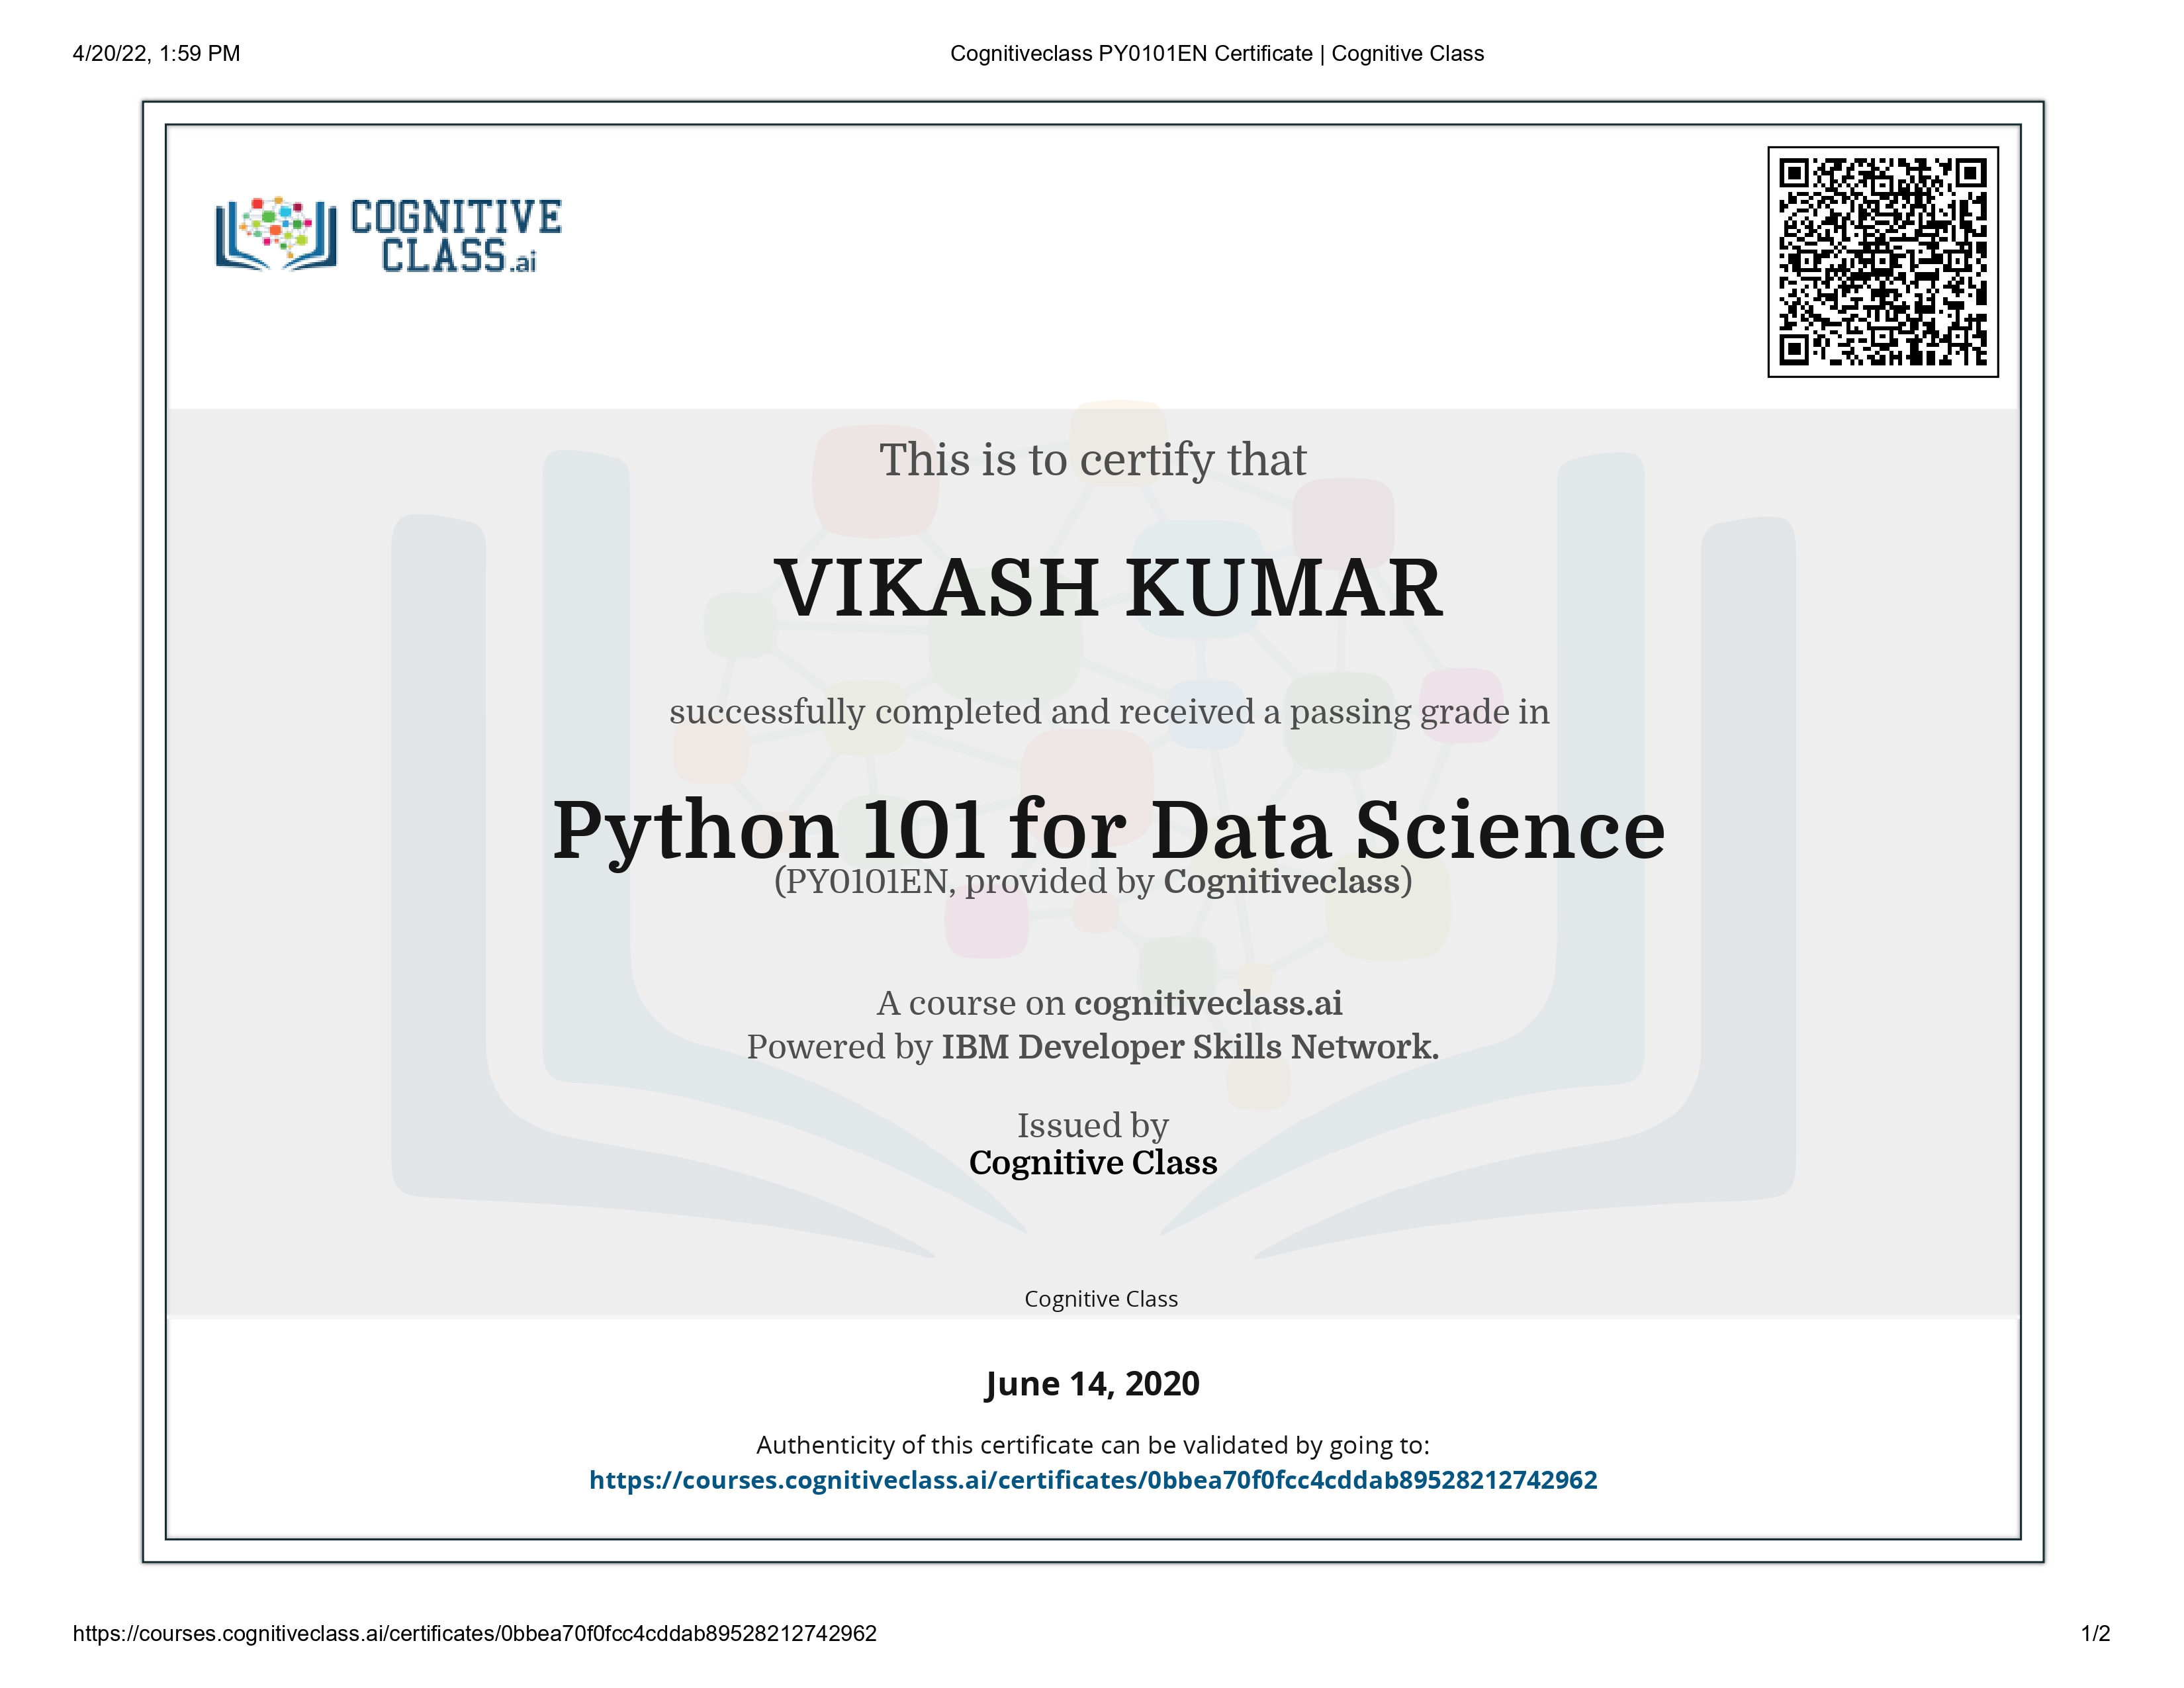 4/20/22, 1:59 PM
Cognitiveclass PY0101EN Certificate | Cognitive Class
COGNITIVE
CLASS.ai
This is to certify that
VIKASH KUMAR
successfully completed and received a passing grade in
Python 101 for Data Science
(PY0101EN, provided by Cognitiveclass)
A course on cognitiveclass.ai
Powered by IBM Developer Skills Network.
Issued by
Cognitive Class
Cognitive Class
June 14, 2020
Authenticity of this certificate can be validated by going to:
https://courses.cognitiveclass.ai/certificates/0bbea70f0fcc4cddab89528212742962
https://courses.cognitiveclass.ai/certificates/0bbea70f0fcc4cddab89528212742962
1/2